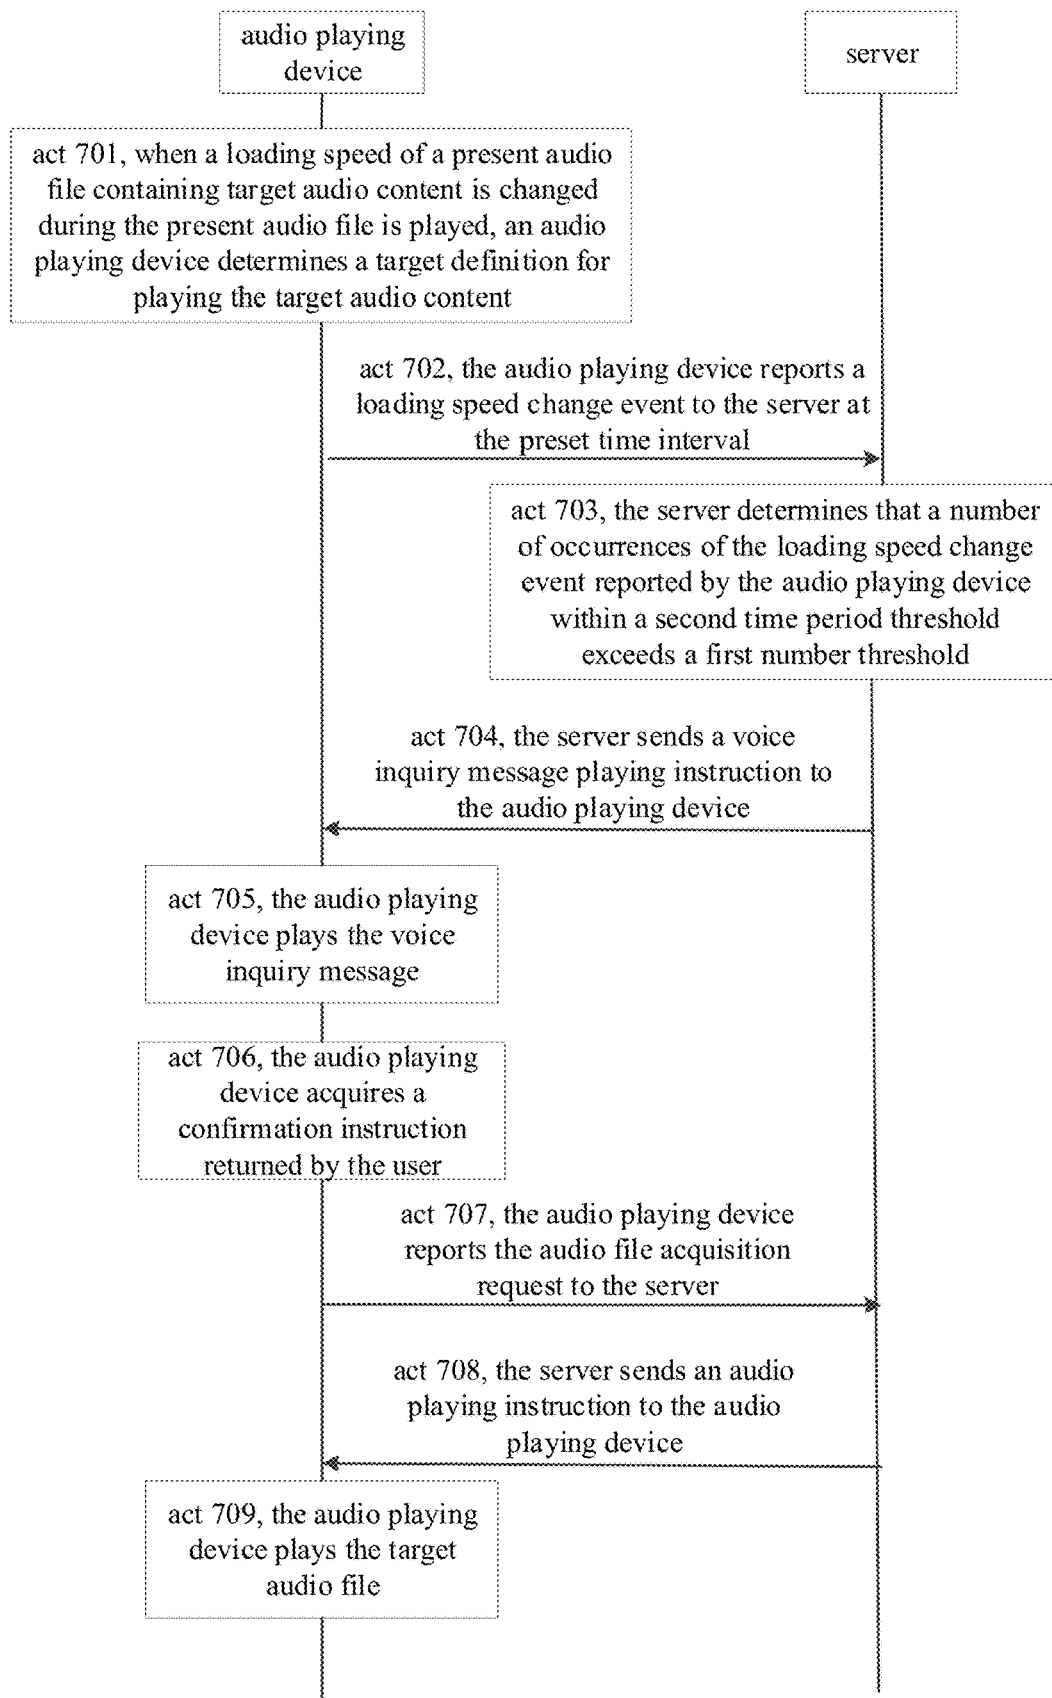 audio playing
device
server
act 701, when a loading speed of a present audio
file containing target audio content is changed
during the present audio file is played, an audio
playing device determines a target definition for
playing the target audio content
act 702, the audio playing device reports a
loading speed change event to the server at
the preset time interval
act 703, the server determines that a number
of occurrences of the loading speed change
event reported by the audio playing device
within a second time period threshold
exceeds a first number threshold
act 704, the server sends a voice
inquiry message playing instruction to
the audio playing device
act 705, the audio playing
device plays the voice
inquiry message
act 706, the audio playing
device acquires a
confirmation instruction
returned by the user
act 707, the audio playing device
reports the audio file acquisition
request to the server
act 708, the server sends an audio
playing instruction to the audio
playing device
act 709, the audio playing
device plays the target
audio file